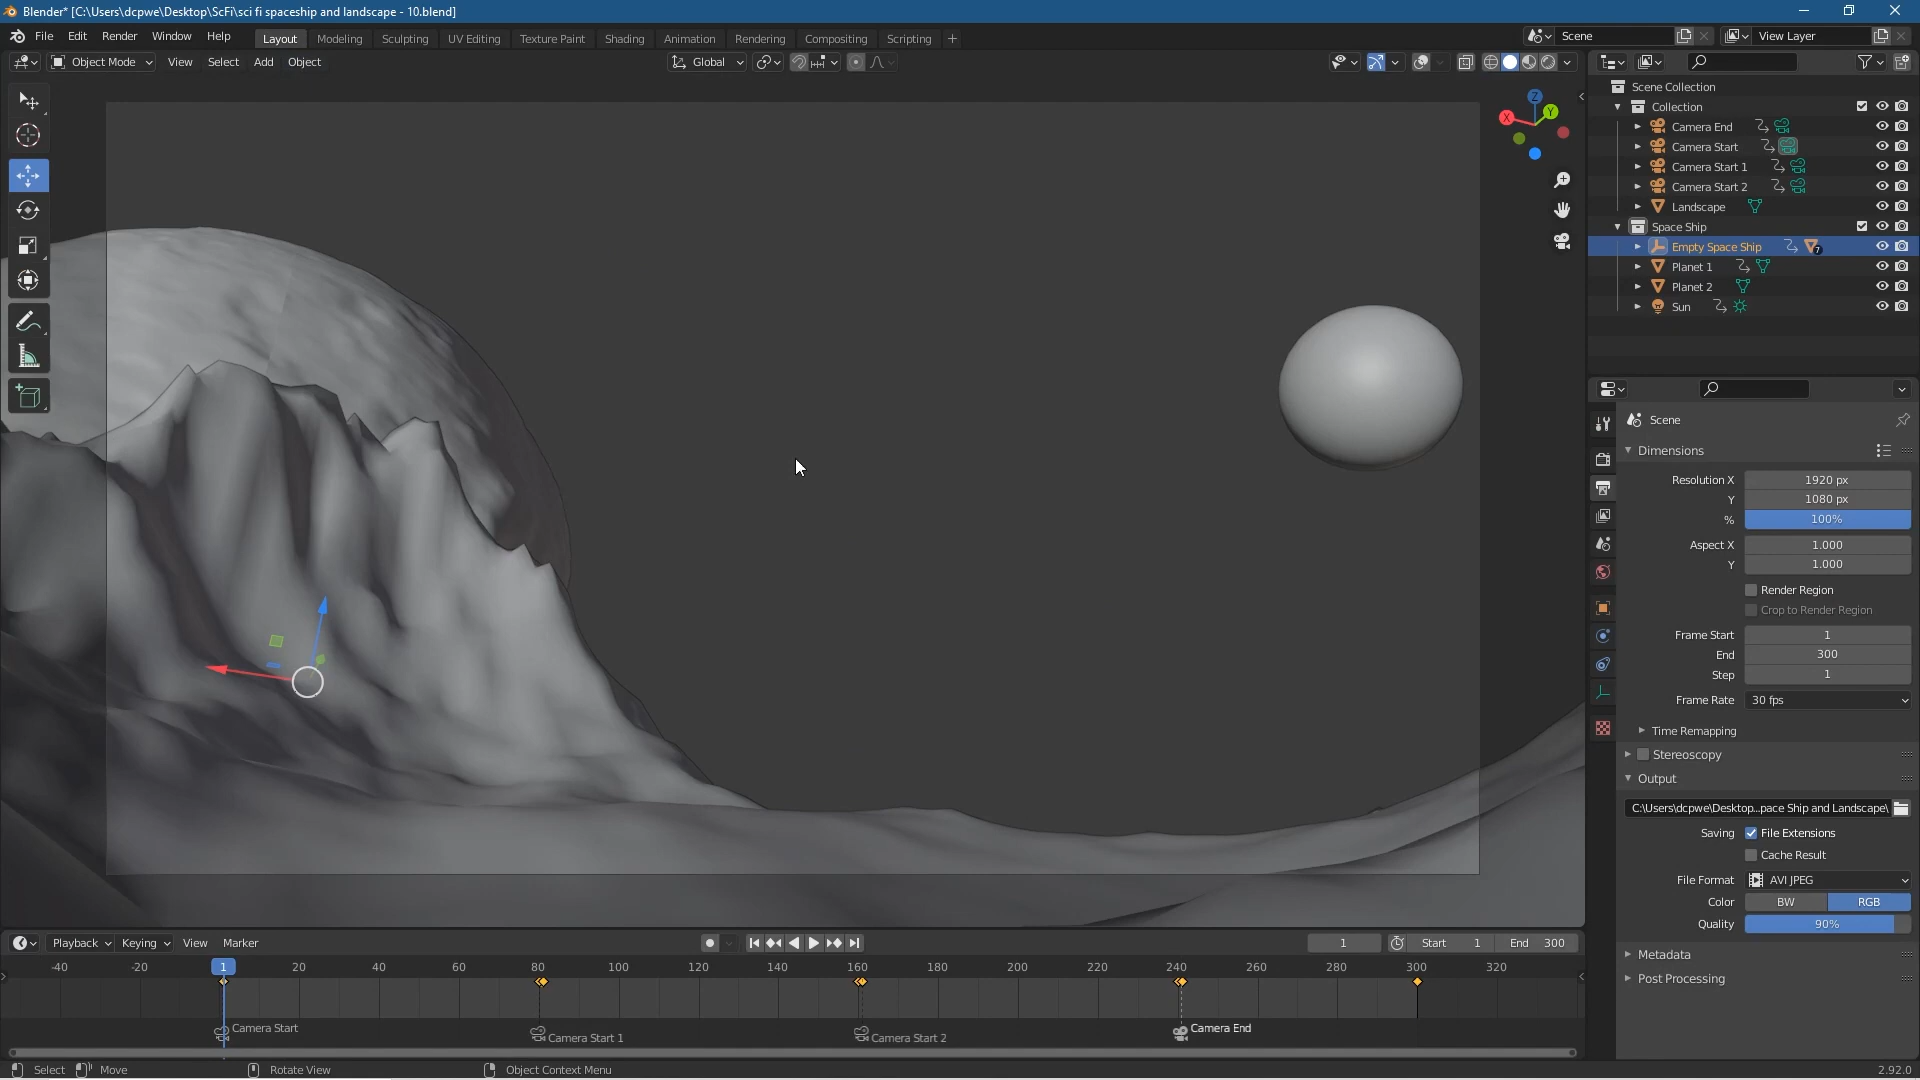 Blender* [C:\Users\dcpwe\Desktop\ScFi\sci fi spaceship and landscape - 10.blend]
File Edit Render Window Help Layout Modeling Sculpting UV Editing Texture Paint Shading Animation Rendering Compositing Scripting + Scene View Layer
Object Mode View Select Add Object Global
Scene Collection
Collection
Camera End
Camera Start
Camera Start 1
Camera Start 2
Landscape
Space Ship
Empty Space Ship 7
Planet 1
Planet 2
Sun
X Y Z
Scene
Dimensions
Resolution X 1920 px
Y 1080 px
% 100%
Aspect X 1.000
Y 1.000
Render Region
Crop to Render Region
Frame Start 1
End 300
Step 1
Frame Rate 30 fps
Time Remapping
Stereoscopy
Output
C:\Users\dcpwe\Desktop...pace Ship and Landscape\
Saving File Extensions
Cache Result
File Format AVI JPEG
Color BW RGB
Quality 90%
Metadata
Post Processing
Playback Keying View Marker 1 Start 1 End 300
-40 -20 1 20 40 60 80 100 120 140 160 180 200 220 240 260 280 300 320
Camera Start Camera Start 1 Camera Start 2 Camera End
Select Move Rotate View Object Context Menu 2.92.0